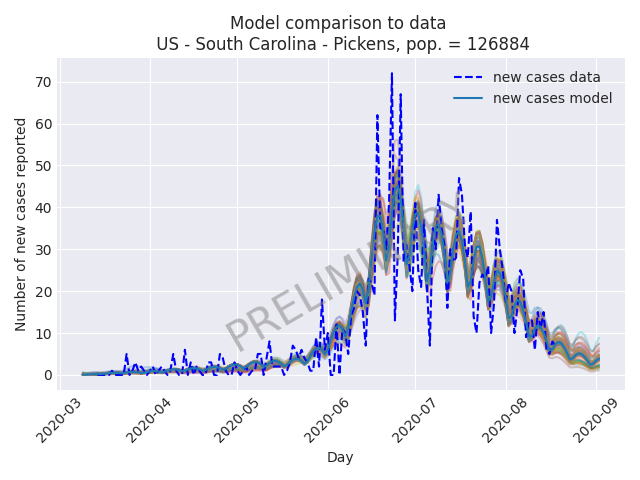 Model comparison to data
US - South Carolina - Pickens, pop. = 126884
Number of new cases reported
70
60
50
40
30
20
10
0
new cases data
new cases model
2020-03
2020-04
2020-05
2020-06
2020-07
2020-08
2020-09
Day